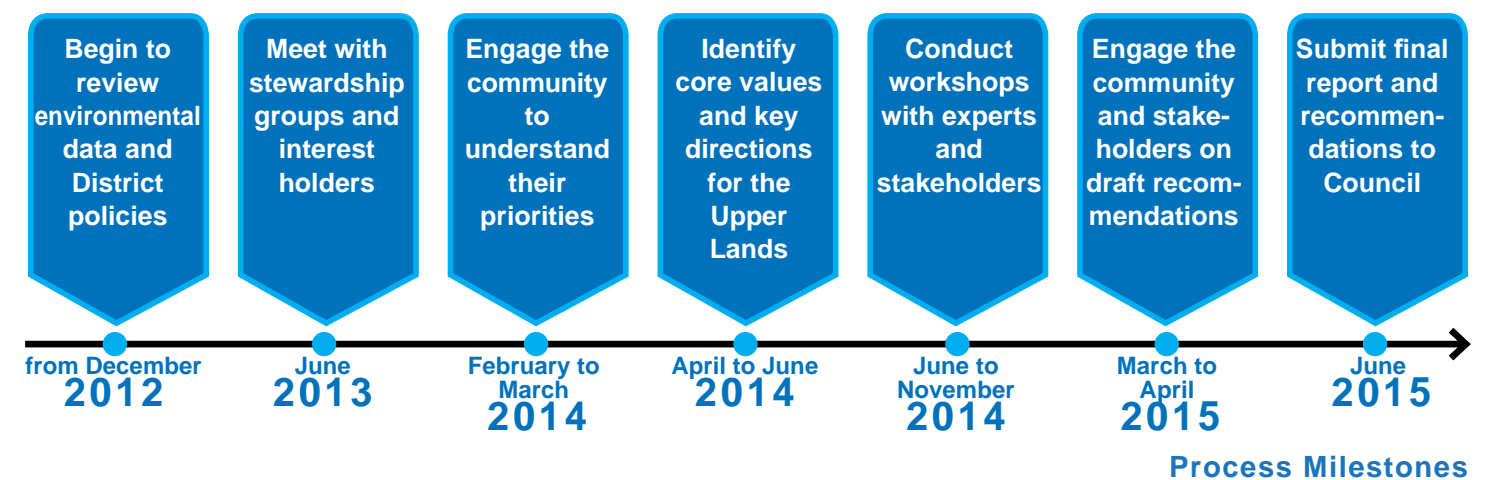 Begin to
review
environmental
data and
District
policies
Meet with
stewardship
groups and
interest
holders
Engage the
community
to
understand
their
priorities
Identify
core values
and key
directions
for the
Upper
Lands
Conduct
workshops
with experts
and
stakeholders
Engage the
community
and stake-
holders on
draft recom-
mendations
Submit final
report and
recommen-
dations to
Council
from December
2012
June
2013
February to
March
2014
April to June
2014
June to
November
2014
March to
April
2015
June
2015
Process Milestones